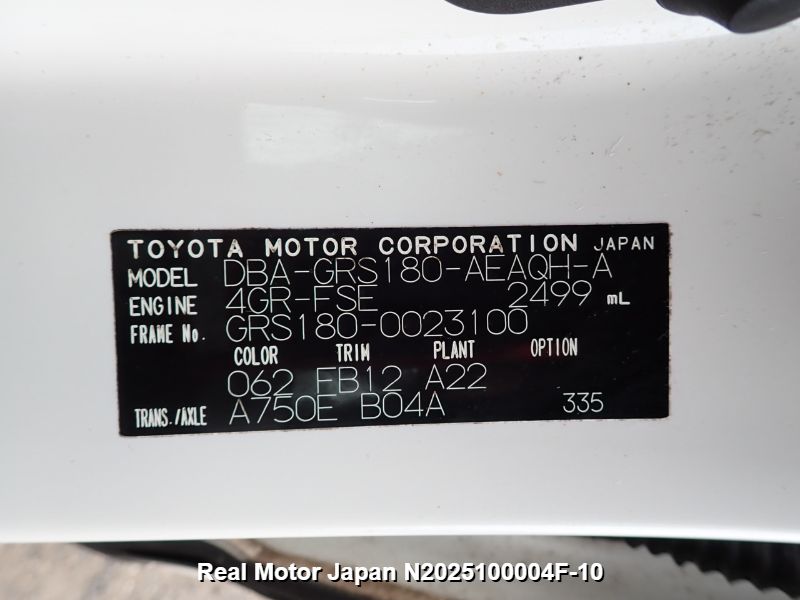 TOYOTA MOTOR CORPORATION JAPAN
MODEL DBA-GRS180-AEAQH-A
ENGINE 4GR-FSE 2499 mL
FRAME No. GRS180-0023100
COLOR TRIM PLANT OPTION
062 FB12 A22
TRANS./AXLE A750E B04A 335
Real Motor Japan N2025100004F-10